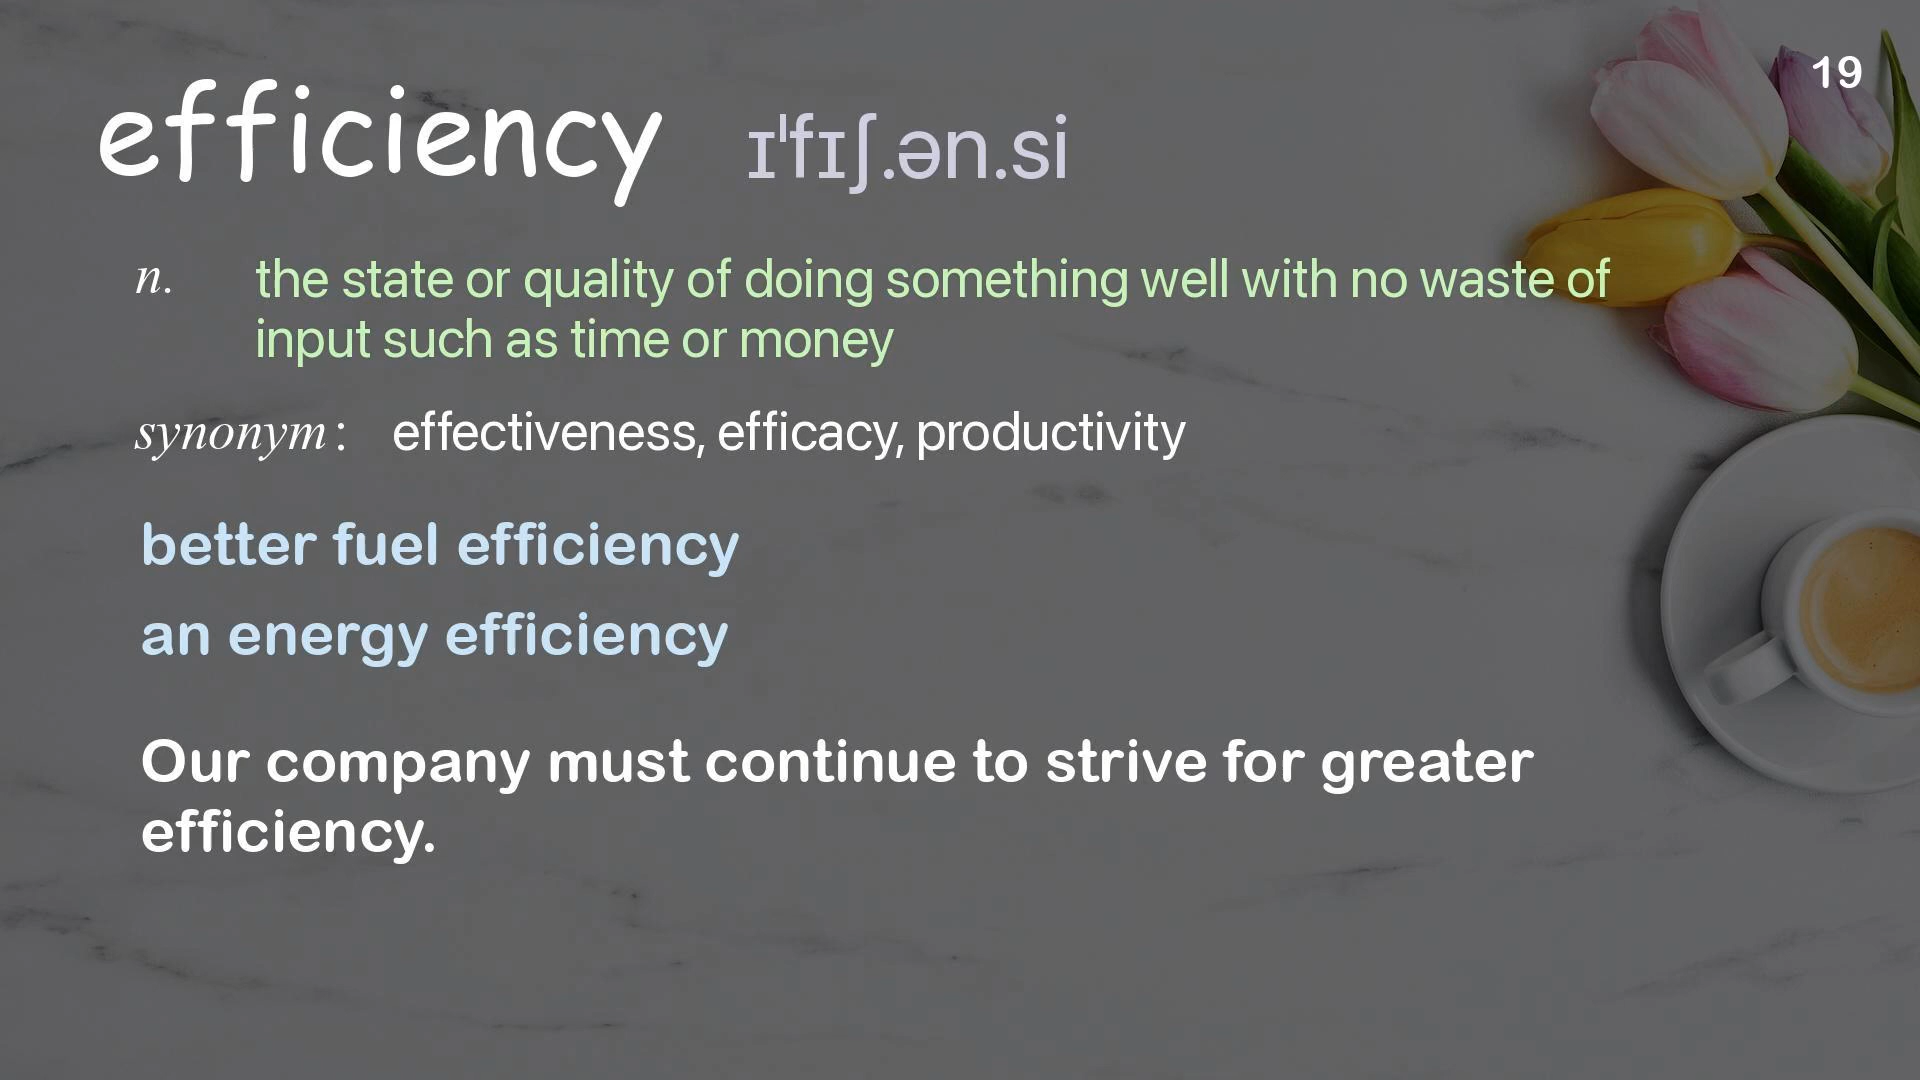 19
efficiency ɪˈfɪʃ.ən.si
n. the state or quality of doing something well with no waste of
input such as time or money
synonym: effectiveness, efficacy, productivity
better fuel efficiency
an energy efficiency
Our company must continue to strive for greater
efficiency.